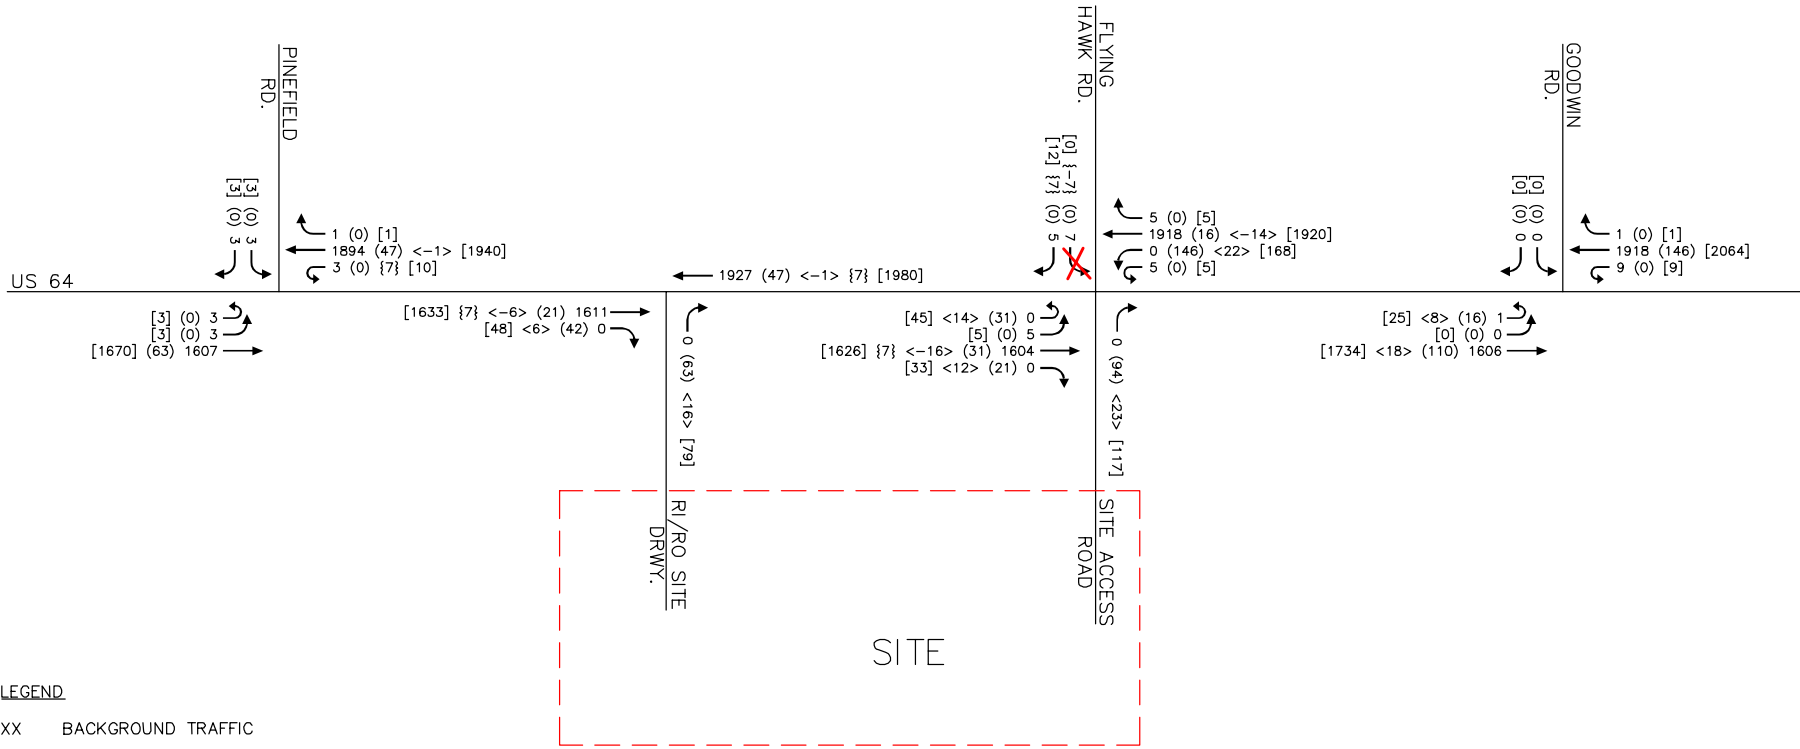 PINEFIELD
RD.
[3] (0) 3
[3] (0) 3
1 (0) [1]
1894 (47) <-1> [1940]
3 (0) {7} [10]
US 64
[3] (0) 3
[3] (0) 3
[1670] (63) 1607
1927 (47) <-1> {7} [1980]
[1633] {7} <-6> (21) 1611
[48] <6> (42) 0
0 (63) <16> [79]
FLYING
HAWK RD.
[0] {-7} (0) 7
[12] {7} (0) 5
5 (0) [5]
1918 (16) <-14> [1920]
0 (146) <22> [168]
5 (0) [5]
[45] <14> (31) 0
[5] (0) 5
[1626] {7} <-16> (31) 1604
[33] <12> (21) 0
0 (94) <23> [117]
GOODWIN
RD.
[0] (0) 0
[0] (0) 0
1 (0) [1]
1918 (146) [2064]
9 (0) [9]
[25] <8> (16) 1
[0] (0) 0
[1734] <18> (110) 1606
RI/RO SITE
DRWY.
SITE ACCESS
ROAD
SITE
LEGEND
XX BACKGROUND TRAFFIC